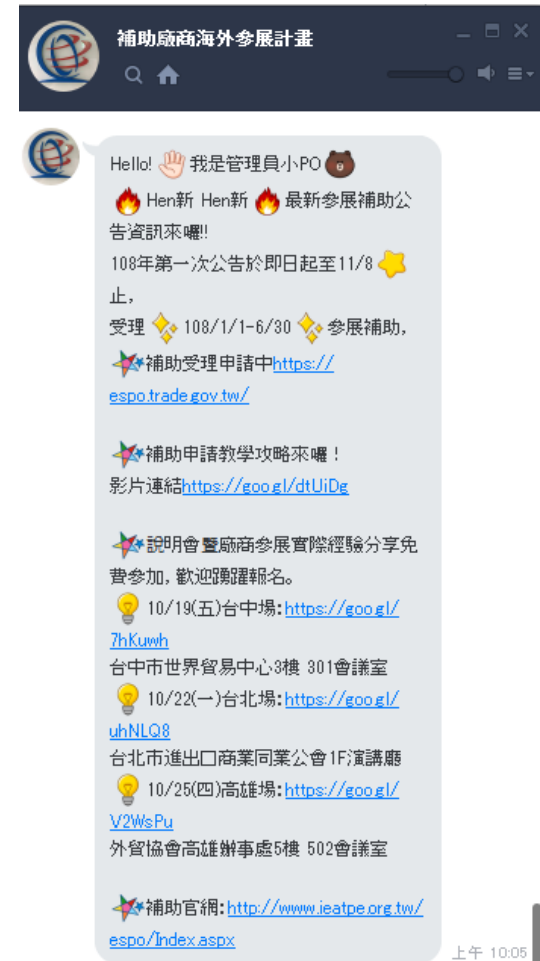 補助廠商海外參展計畫
Hello! 我是管理員小PO
Hen新 Hen新 最新參展補助公
告資訊來囉!!
108年第一次公告於即日起至11/8
止,
受理 108/1/1-6/30 參展補助,
補助受理申請中https://
espo.trade.gov.tw/
補助申請教學攻略來囉！
影片連結https://goo.gl/dtUiDg
說明會暨廠商參展實際經驗分享免
費參加, 歡迎踴躍報名。
10/19(五)台中場：https://goo.gl/
7hKuwh
台中市世界貿易中心3樓 301會議室
10/22(一)台北場：https://goo.gl/
uhNLQ8
台北市進出口商業同業公會1F演講廳
10/25(四)高雄場：https://goo.gl/
V2WsPu
外貿協會高雄辦事處5樓 502會議室
補助官網：http://www.ieatpe.org.tw/
espo/Index.aspx
上午 10:05